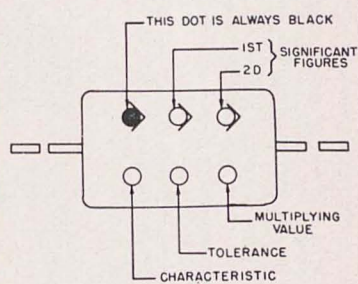 THIS DOT IS ALWAYS BLACK
1ST
2D
SIGNIFICANT
FIGURES
MULTIPLYING
VALUE
TOLERANCE
CHARACTERISTIC